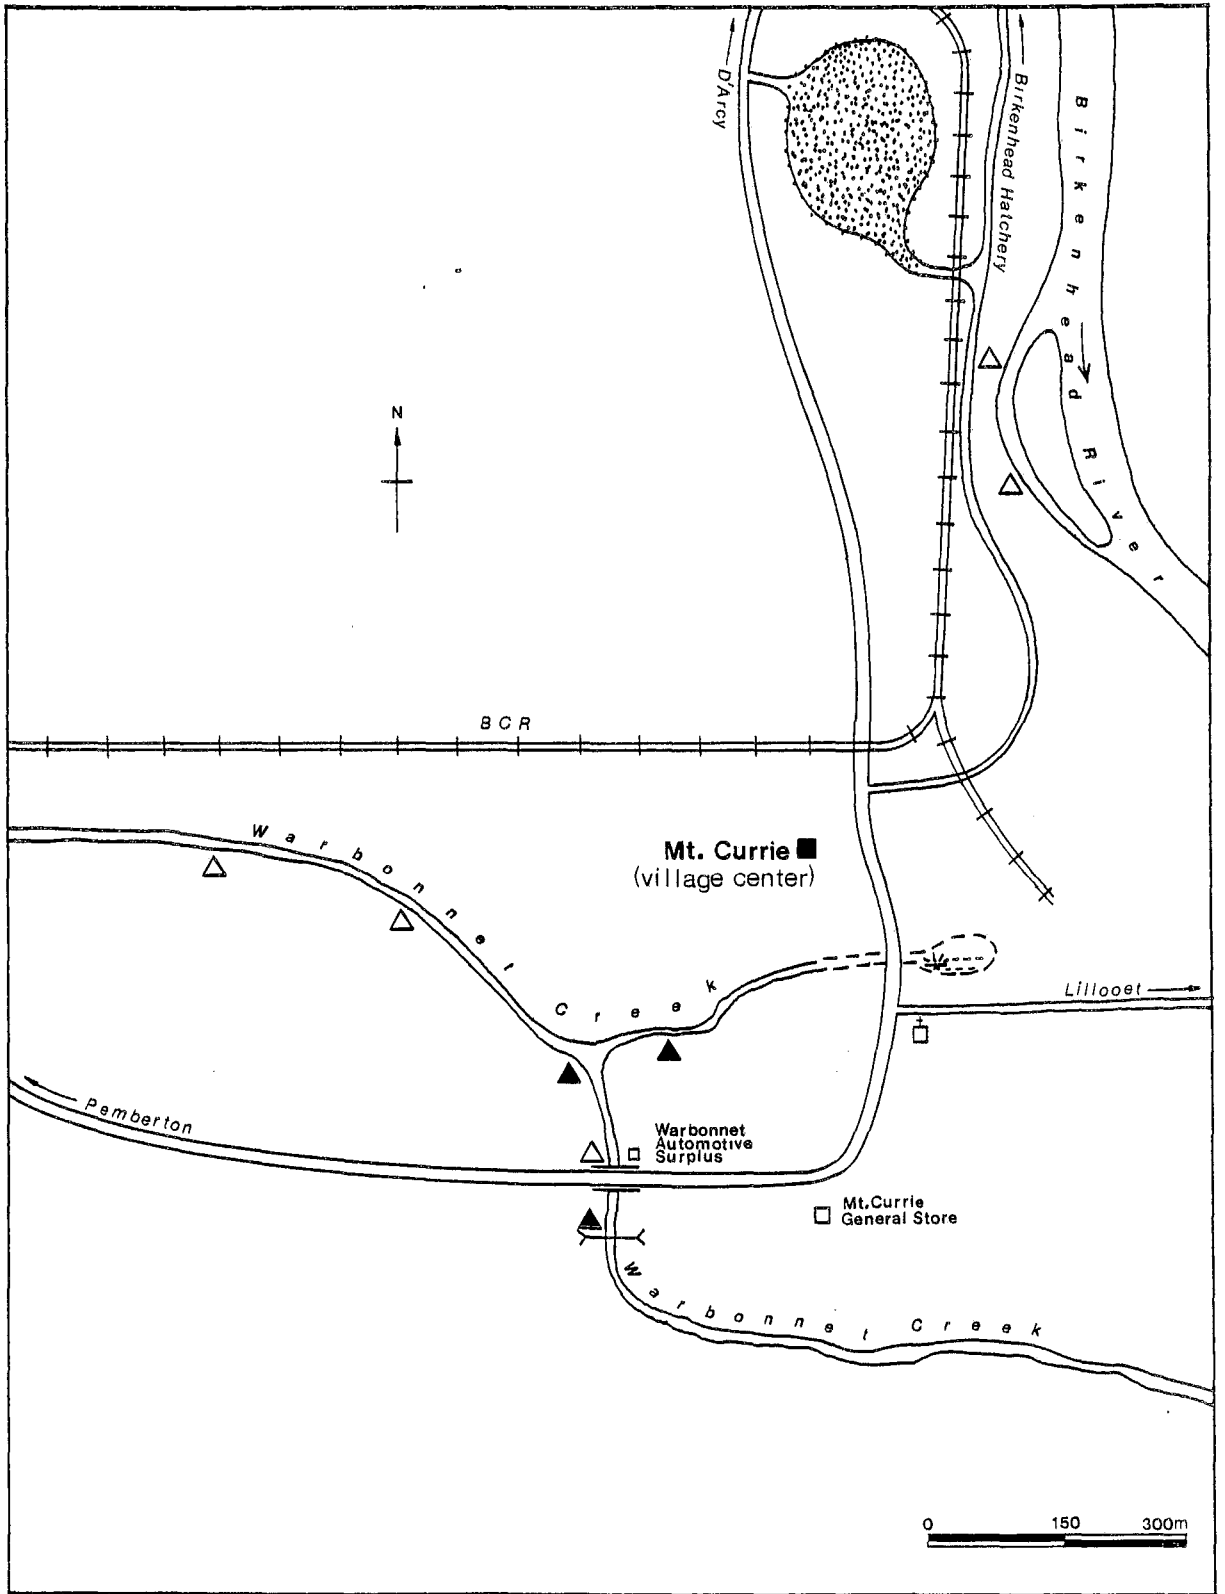 D'Arcy
Birkenhead Hatchery
Birkenhead River
N
BCR
Warbonnet Creek
Mt. Currie
(village center)
Lillooet
Pemberton
Warbonnet
Automotive
Surplus
Mt.Currie
General Store
Warbonnet Creek
0 150 300m